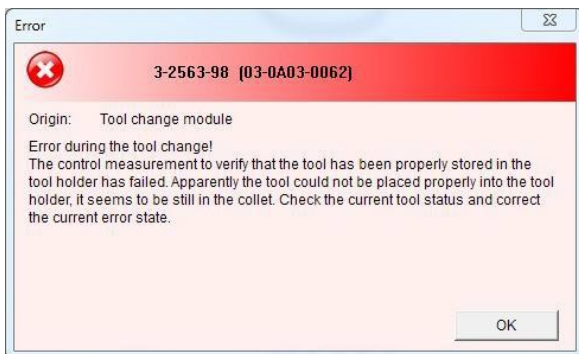 Error
3-2563-98 (03-0A03-0062)
Origin: Tool change module
Error during the tool change!
The control measurement to verify that the tool has been properly stored in the
tool holder has failed. Apparently the tool could not be placed properly into the tool
holder, it seems to be still in the collet. Check the current tool status and correct
the current error state.
OK